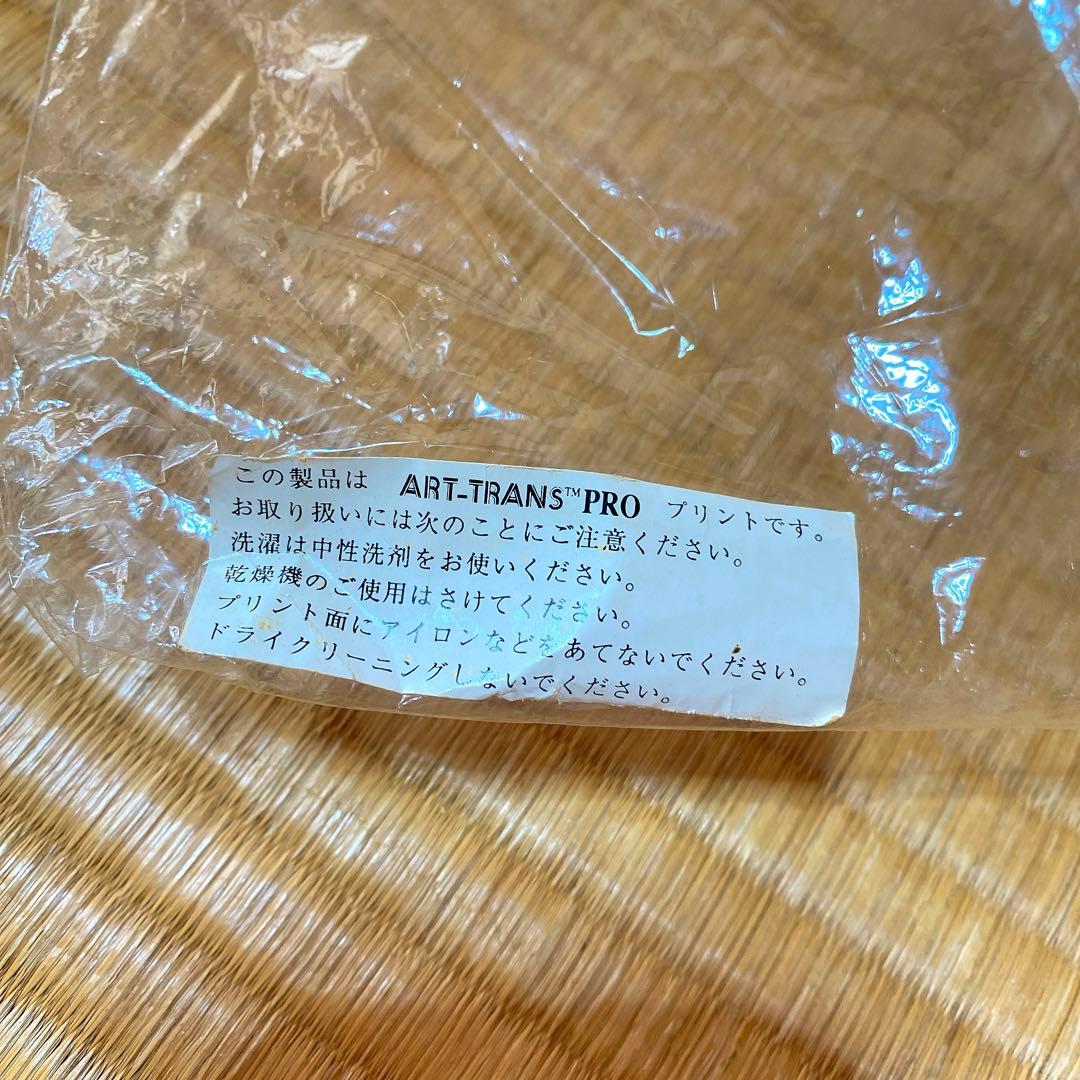 この製品は ART-TRANS™PRO プリントです。
お取り扱いには次のことにご注意ください。
洗濯は中性洗剤をお使いください。
乾燥機のご使用はさけてください。
プリント面にアイロンなどをあてないでください。
ドライクリーニングしないでください。